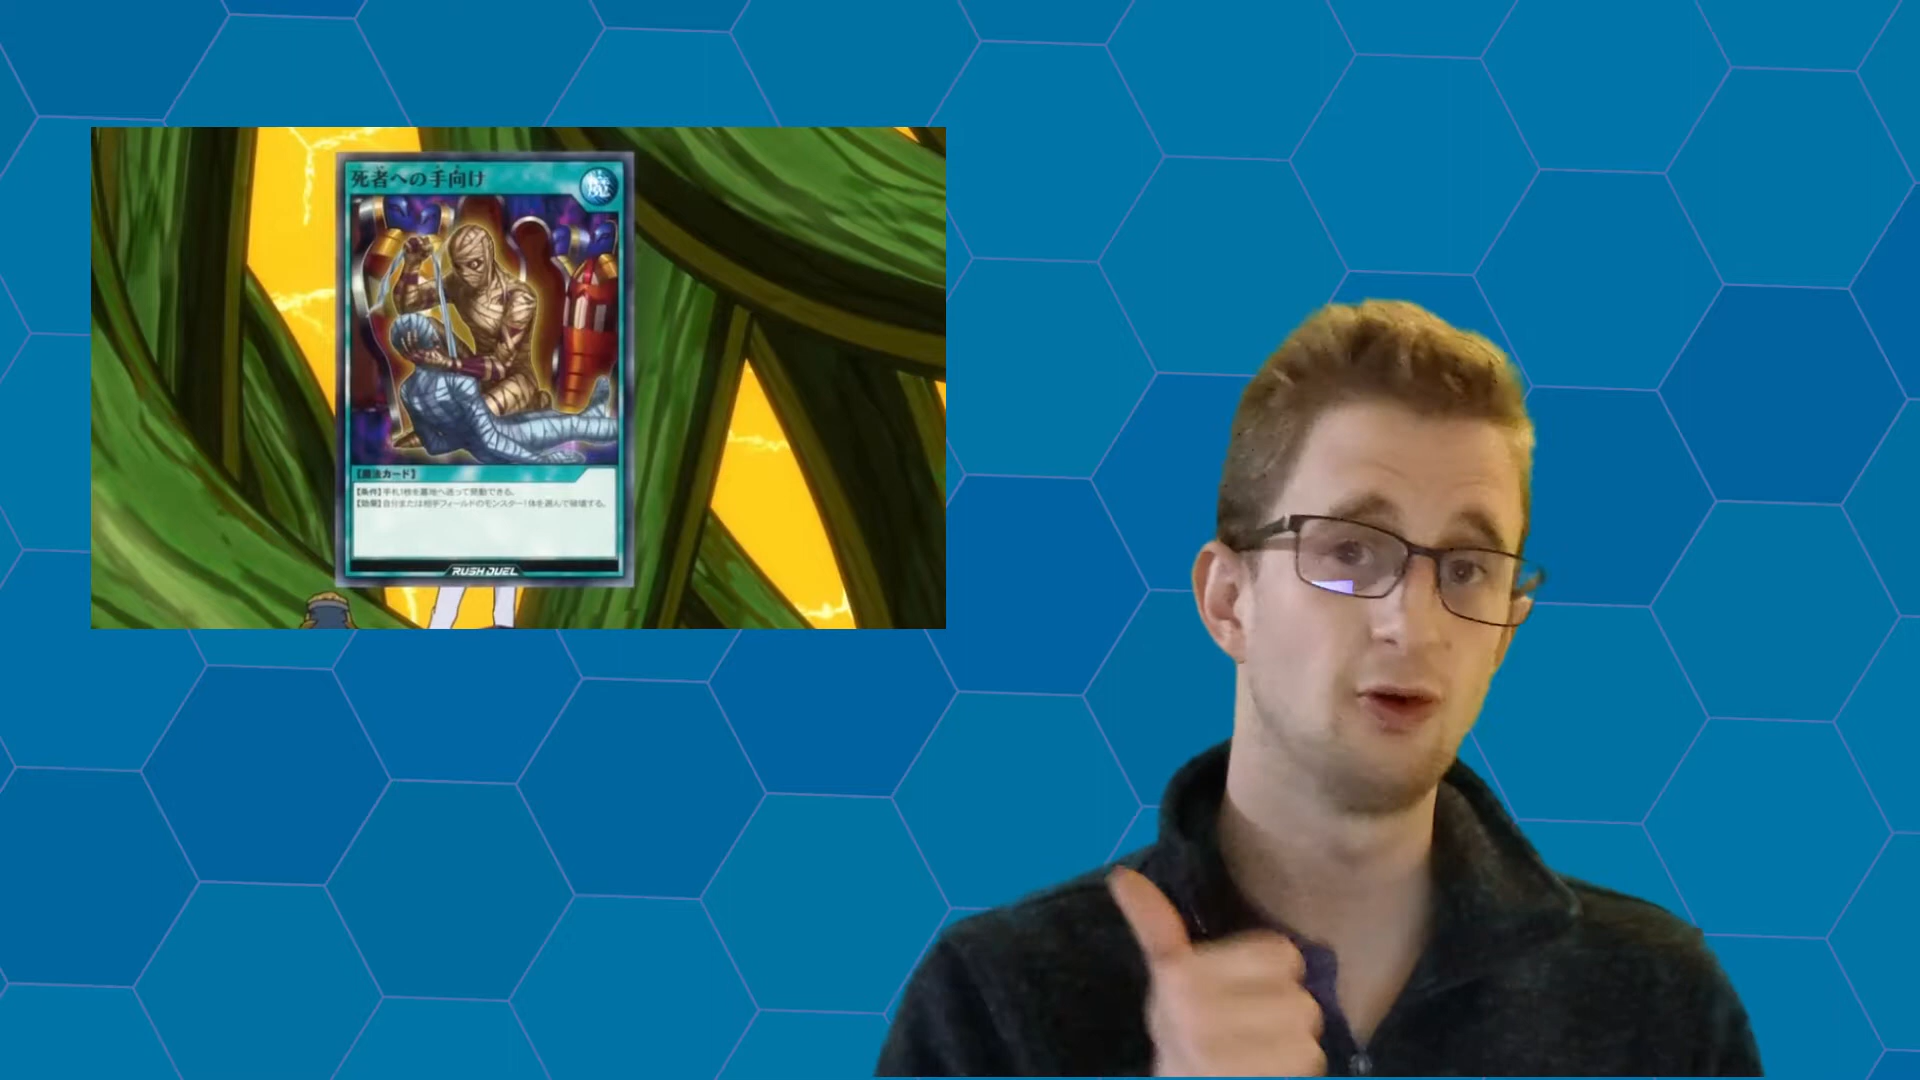 死者への手向け
魔
【魔法カード】
【条件】手札1枚を墓地へ送って発動できる。
【効果】自分または相手フィールドのモンスター1体を選んで破壊する。
RUSH DUEL